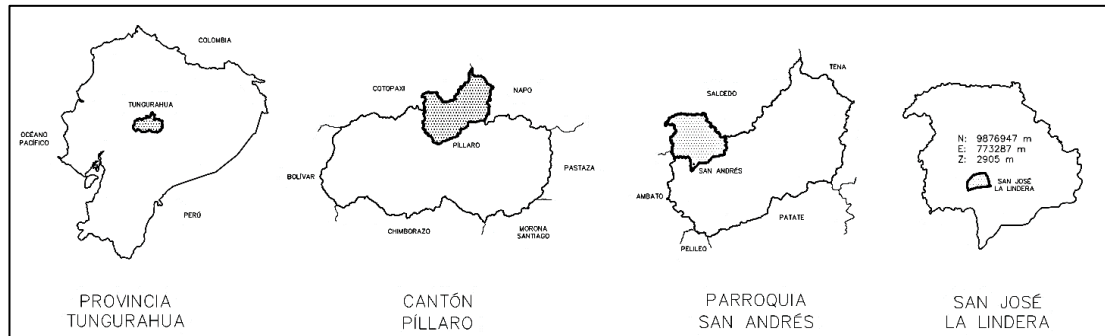 COLOMBIA
TUNGURAHUA
OCÉANO
PACÍFICO
PERÚ
PROVINCIA
TUNGURAHUA
COTOPAXI
NAPO
PÍLLARO
BOLÍVAR
PASTAZA
CHIMBORAZO
MORONA
SANTIAGO
CANTÓN
PÍLLARO
TENA
SALCEDO
SAN ANDRÉS
AMBATO
PATATE
PELILEO
PARROQUIA
SAN ANDRÉS
N: 9876947 m
E: 773287 m
Z: 2905 m
SAN JOSÉ
LA LINDERA
SAN JOSÉ
LA LINDERA